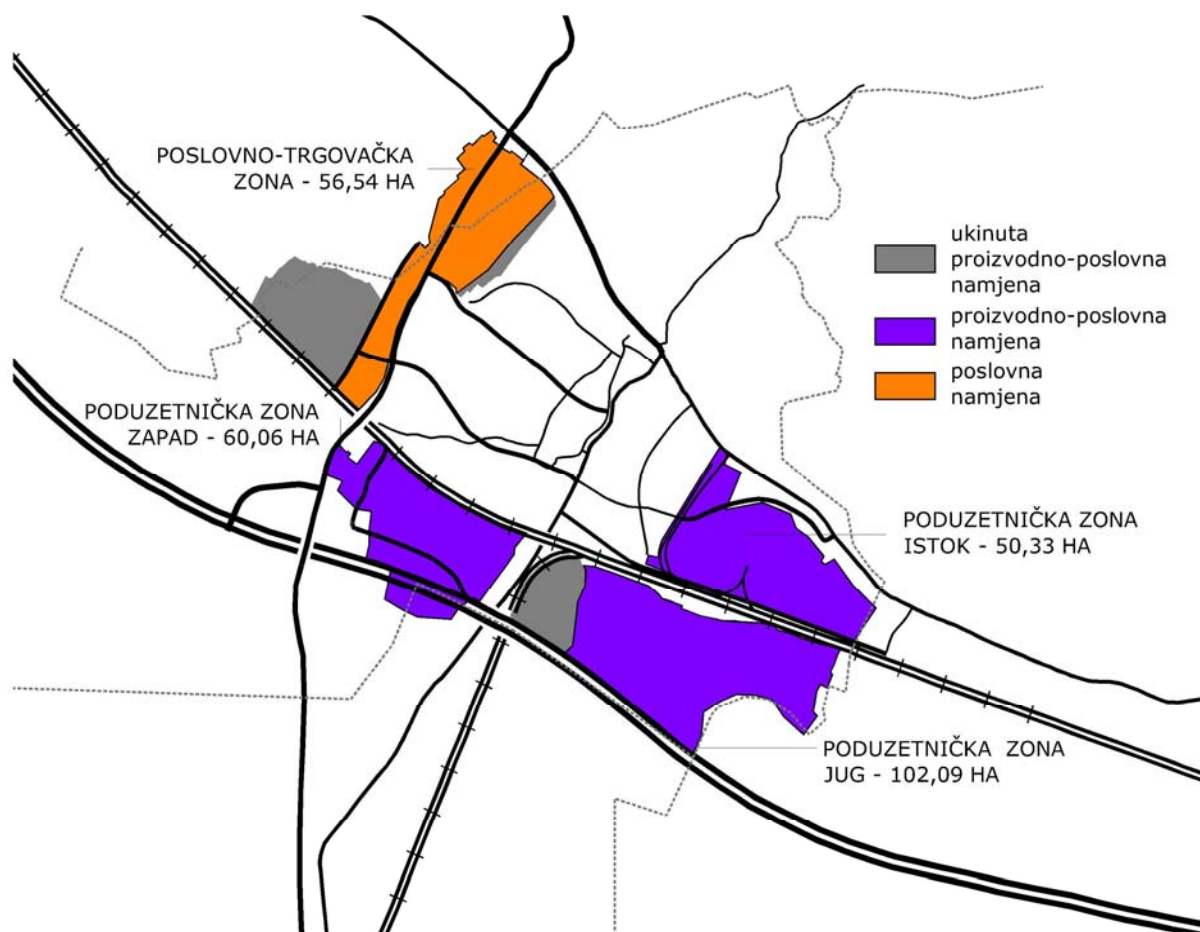 POSLOVNO-TRGOVAČKA
ZONA - 56,54 HA
ukinuta
proizvodno-poslovna
namjena
proizvodno-poslovna
namjena
poslovna
namjena
PODUZETNIČKA ZONA
ZAPAD - 60,06 HA
PODUZETNIČKA ZONA
ISTOK - 50,33 HA
PODUZETNIČKA ZONA
JUG - 102,09 HA